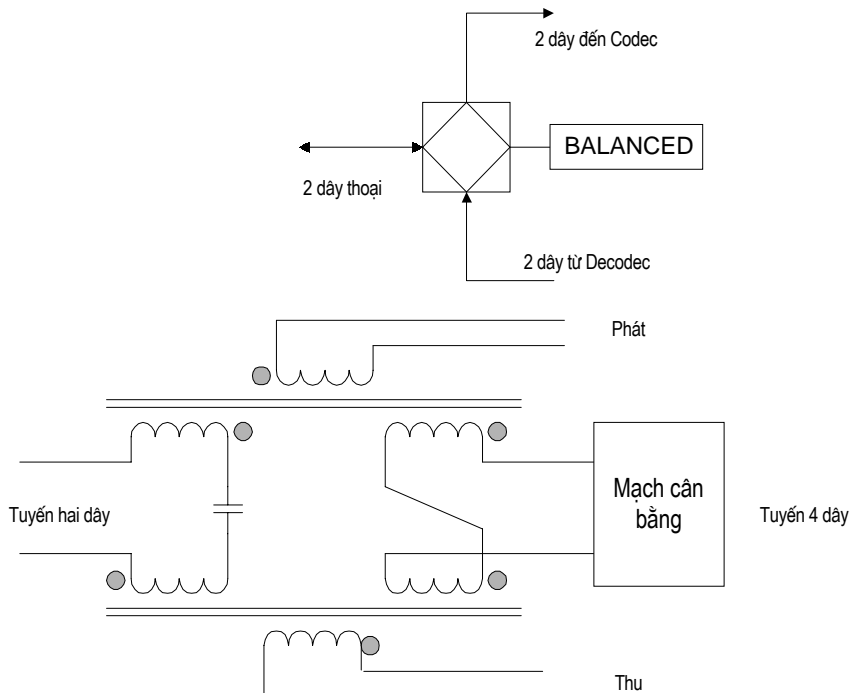 2 dây đến Codec
BALANCED
2 dây thoại
2 dây từ Decodec
Phát
Mạch cân
bằng
Tuyến hai dây
Tuyến 4 dây
Thu